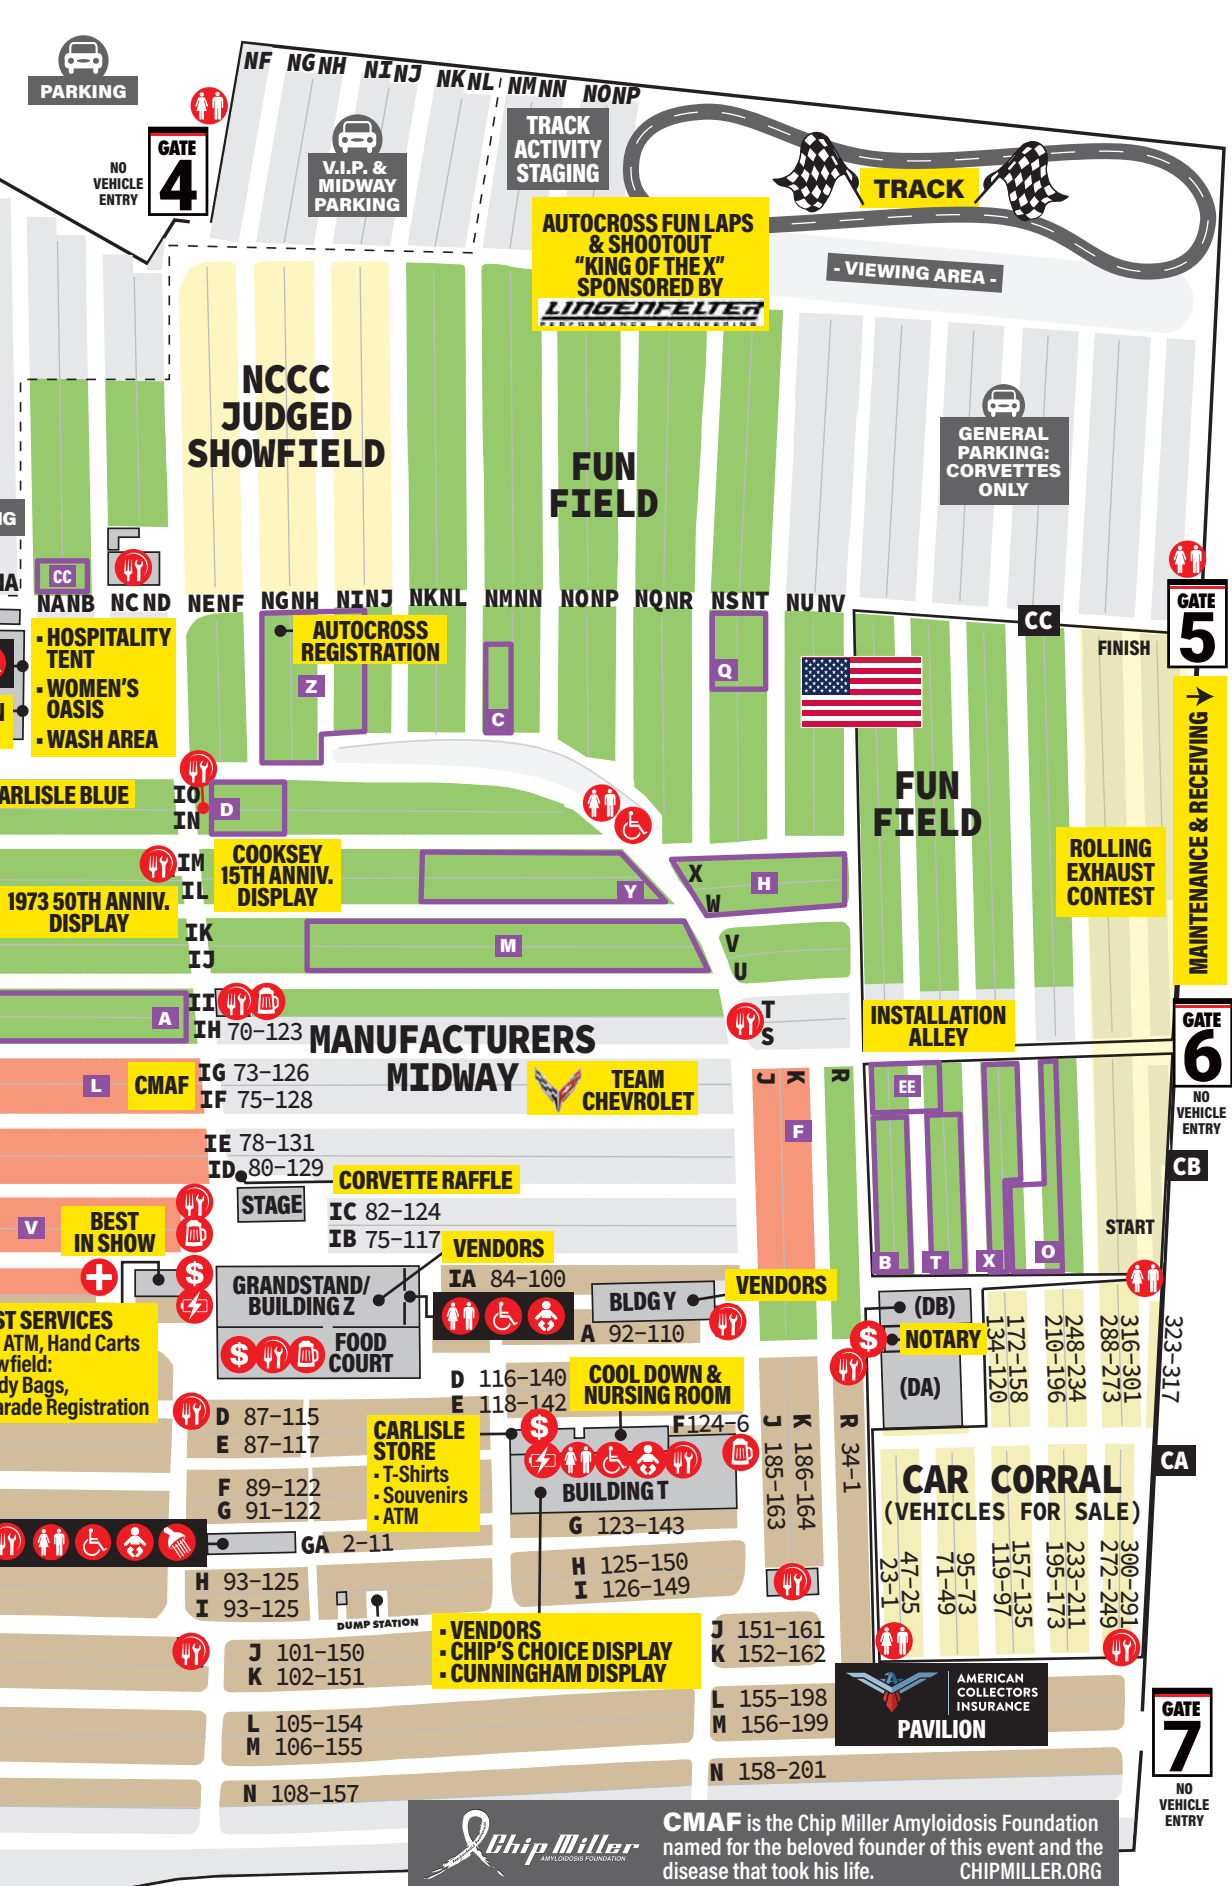 NF NG NH NI NJ NK NL NM NN NO NP
PARKING
GATE
4
NO
VEHICLE
ENTRY
V.I.P. &
MIDWAY
PARKING
TRACK
ACTIVITY
STAGING
TRACK
AUTOCROSS FUN LAPS
& SHOOTOUT
“KING OF THE X”
SPONSORED BY
LINGENFELTER
PERFORMANCE ENGINEERING
- VIEWING AREA -
NCCC
JUDGED
SHOWFIELD
FUN
FIELD
GENERAL
PARKING:
CORVETTES
ONLY
CC
NA NB NC ND NE NF NG NH NI NJ NK NL NM NN NO NP NQ NR NS NT NU NV
CC
GATE
5
FINISH
▪ HOSPITALITY
TENT
▪ WOMEN'S
OASIS
▪ WASH AREA
AUTOCROSS
REGISTRATION
Z
C
Q
MAINTENANCE & RECEIVING
FUN
FIELD
ARLISLE BLUE
IO
IN
D
ROLLING
EXHAUST
CONTEST
IM
IL
COOKSEY
15TH ANNIV.
DISPLAY
Y
X
W
H
1973 50TH ANNIV.
DISPLAY
IK
IJ
M
V
U
A
II
IH 70-123
MANUFACTURERS
MIDWAY
T
S
INSTALLATION
ALLEY
GATE
6
NO
VEHICLE
ENTRY
L
CMAF
IG 73-126
IF 75-128
TEAM
CHEVROLET
J K R
F
EE
IE 78-131
ID 80-129
CORVETTE RAFFLE
STAGE
IC 82-124
IB 75-117
CB
V
BEST
IN SHOW
VENDORS
B T X O
START
GRANDSTAND/
BUILDING Z
IA 84-100
BLDG Y
VENDORS
A 92-110
FOOD
COURT
(DB)
NOTARY
(DA)
134-120
172-158
210-196
248-234
288-273
316-301
323-317
ST SERVICES
ATM, Hand Carts
wfield:
dy Bags,
arade Registration
D 116-140
E 118-142
COOL DOWN &
NURSING ROOM
F 124-6
D 87-115
E 87-117
CARLISLE
STORE
▪ T-Shirts
▪ Souvenirs
▪ ATM
BUILDING T
J 185-163
K 186-164
R 34-1
CA
CAR CORRAL
(VEHICLES FOR SALE)
F 89-122
G 91-122
G 123-143
GA 2-11
H 125-150
I 126-149
H 93-125
I 93-125
DUMP STATION
23-1
47-25
71-49
95-73
119-97
157-135
195-173
233-211
272-249
300-291
▪ VENDORS
▪ CHIP'S CHOICE DISPLAY
▪ CUNNINGHAM DISPLAY
J 101-150
K 102-151
J 151-161
K 152-162
L 105-154
M 106-155
L 155-198
M 156-199
AMERICAN
COLLECTORS
INSURANCE
PAVILION
GATE
7
NO
VEHICLE
ENTRY
N 108-157
N 158-201
Chip Miller
AMYLOIDOSIS FOUNDATION
CMAF is the Chip Miller Amyloidosis Foundation
named for the beloved founder of this event and the
disease that took his life. CHIPMILLER.ORG